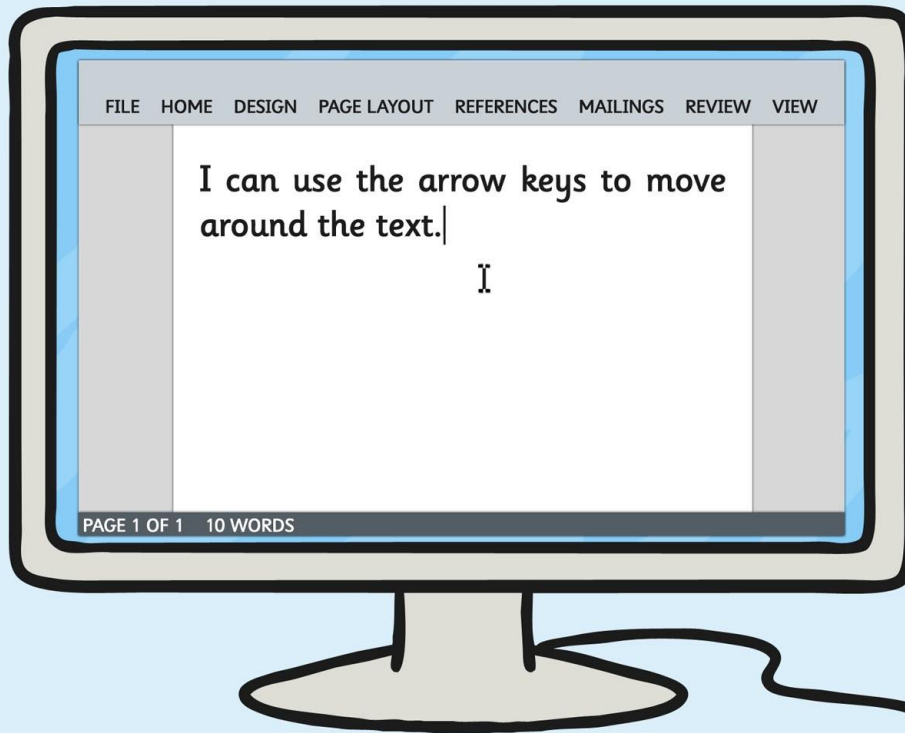 FILE HOME DESIGN PAGE LAYOUT REFERENCES MAILINGS REVIEW VIEW
I can use the arrow keys to move
around the text.
PAGE 1 OF 1 10 WORDS